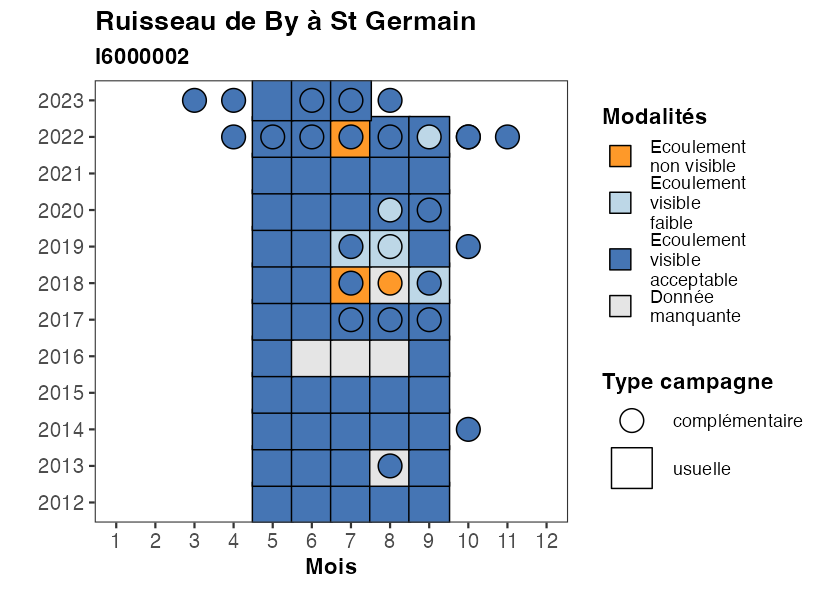 Ruisseau de By à St Germain
I6000002
2023
2022
2021
2020
2019
2018
2017
2016
2015
2014
2013
2012
1 2 3 4 5 6 7 8 9 10 11 12
Mois
Modalités
Ecoulement
non visible
Ecoulement
visible
faible
Ecoulement
visible
acceptable
Donnée
manquante
Type campagne
complémentaire
usuelle